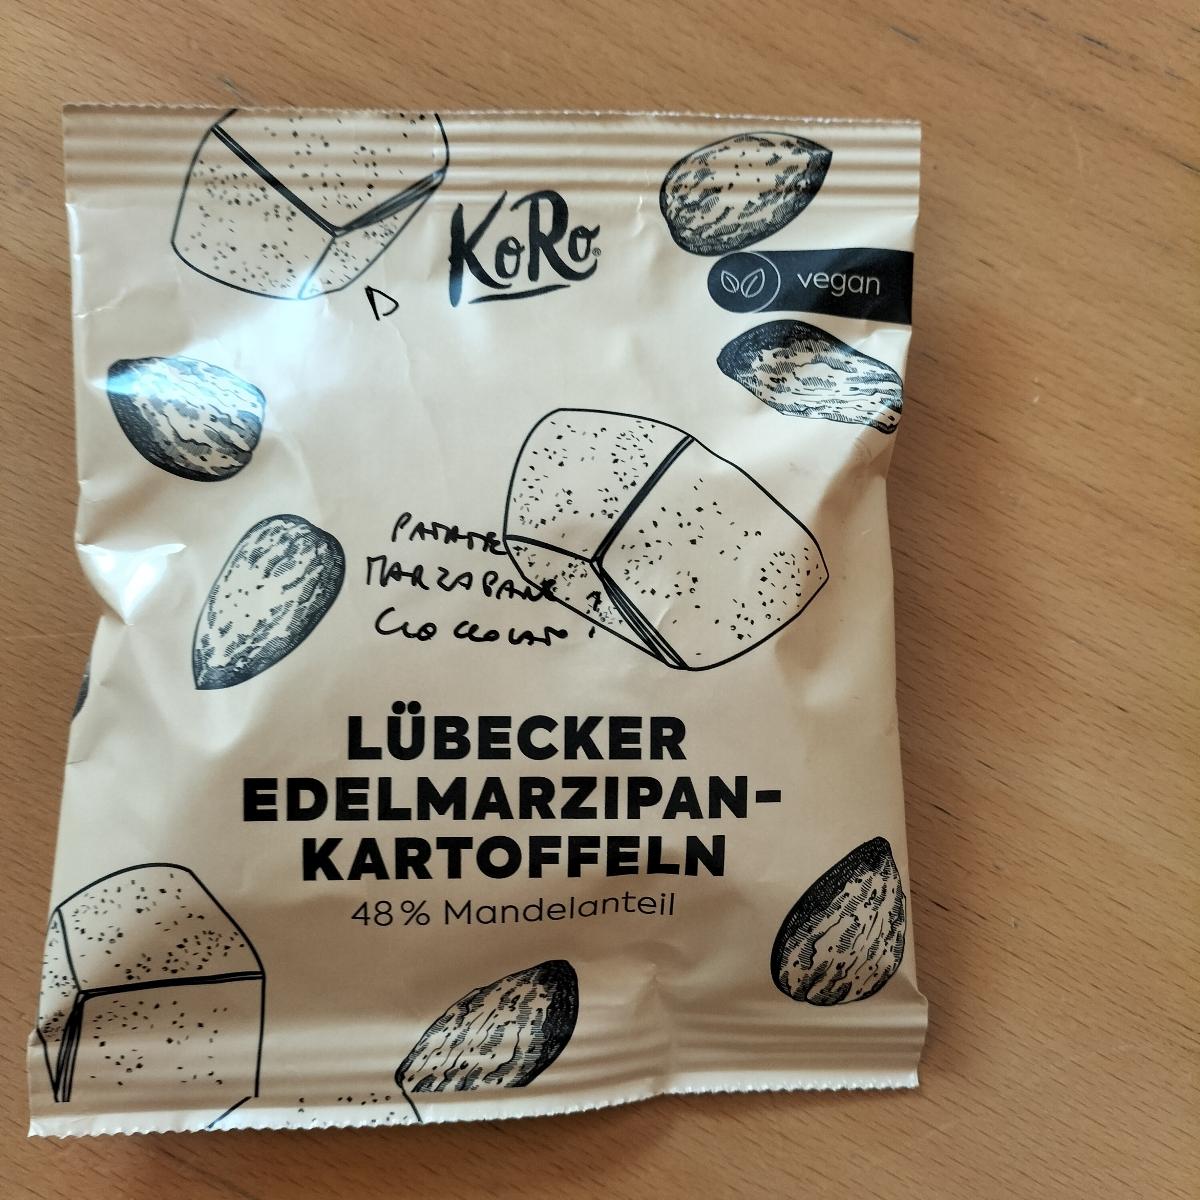 KoRo®
vegan
D
PATATE
MARZAPANE
CIOCCOLATO ?
LÜBECKER
EDELMARZIPAN-
KARTOFFELN
48 % Mandelanteil